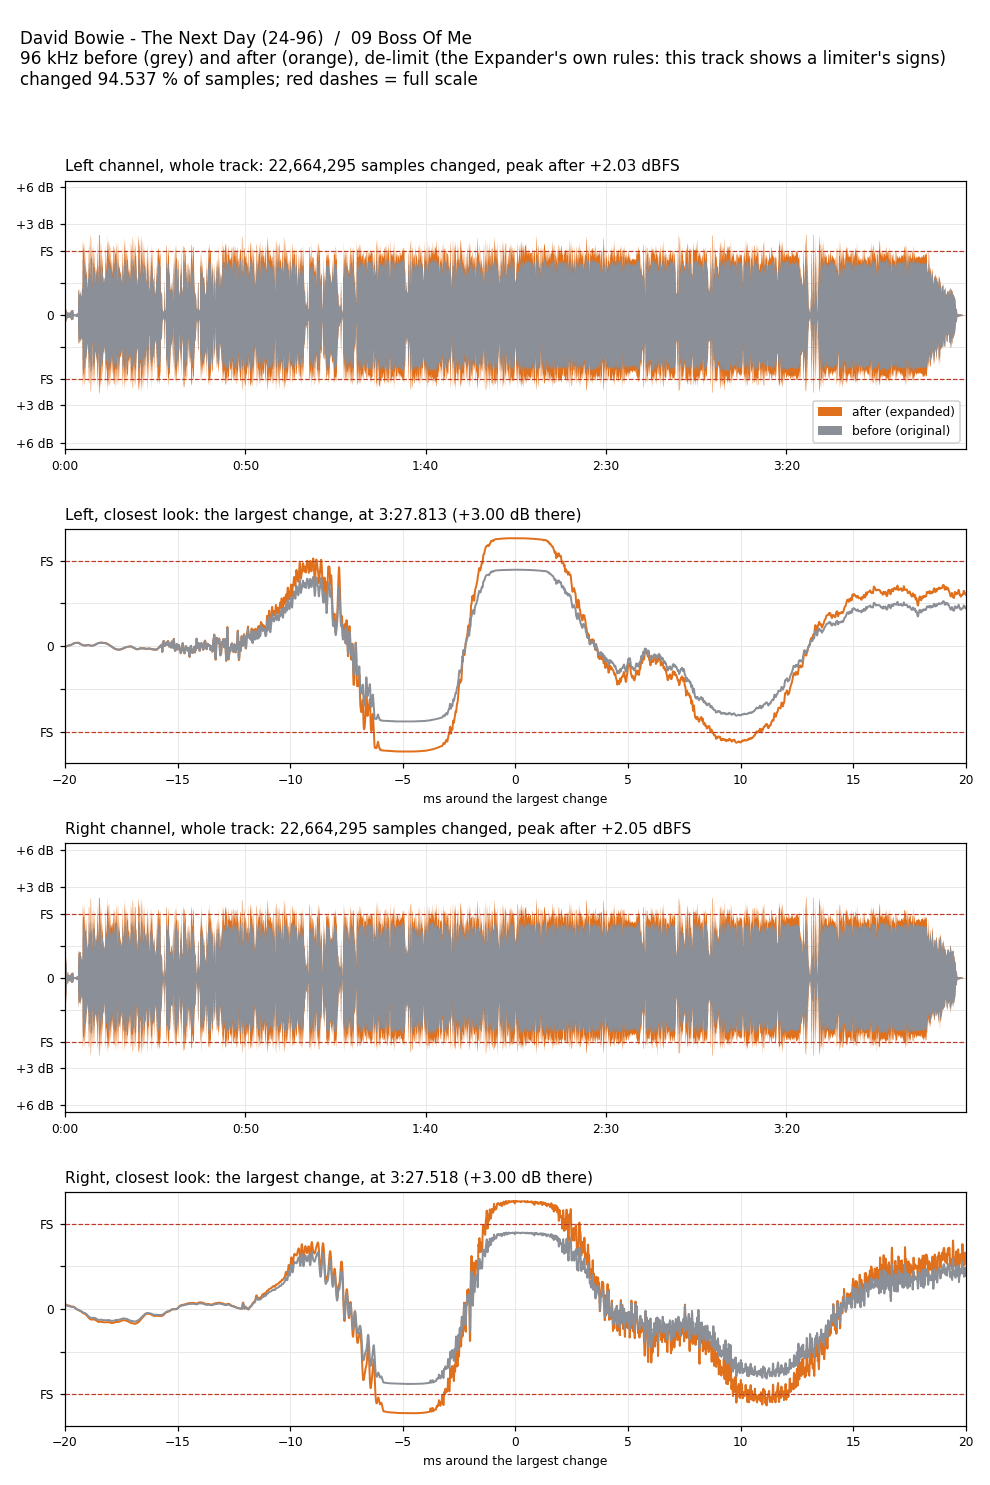 David Bowie - The Next Day (24-96)  /  09 Boss Of Me
96 kHz before (grey) and after (orange), de-limit (the Expander's own rules: this track shows a limiter's signs)
changed 94.537 % of samples; red dashes = full scale
Left channel, whole track: 22,664,295 samples changed, peak after +2.03 dBFS
+6 dB
+3 dB
FS
0
FS
+3 dB
+6 dB
after (expanded)
before (original)
0:00 0:50 1:40 2:30 3:20
Left, closest look: the largest change, at 3:27.813 (+3.00 dB there)
FS
0
FS
−20 −15 −10 −5 0 5 10 15 20
ms around the largest change
Right channel, whole track: 22,664,295 samples changed, peak after +2.05 dBFS
+6 dB
+3 dB
FS
0
FS
+3 dB
+6 dB
0:00 0:50 1:40 2:30 3:20
Right, closest look: the largest change, at 3:27.518 (+3.00 dB there)
FS
0
FS
−20 −15 −10 −5 0 5 10 15 20
ms around the largest change